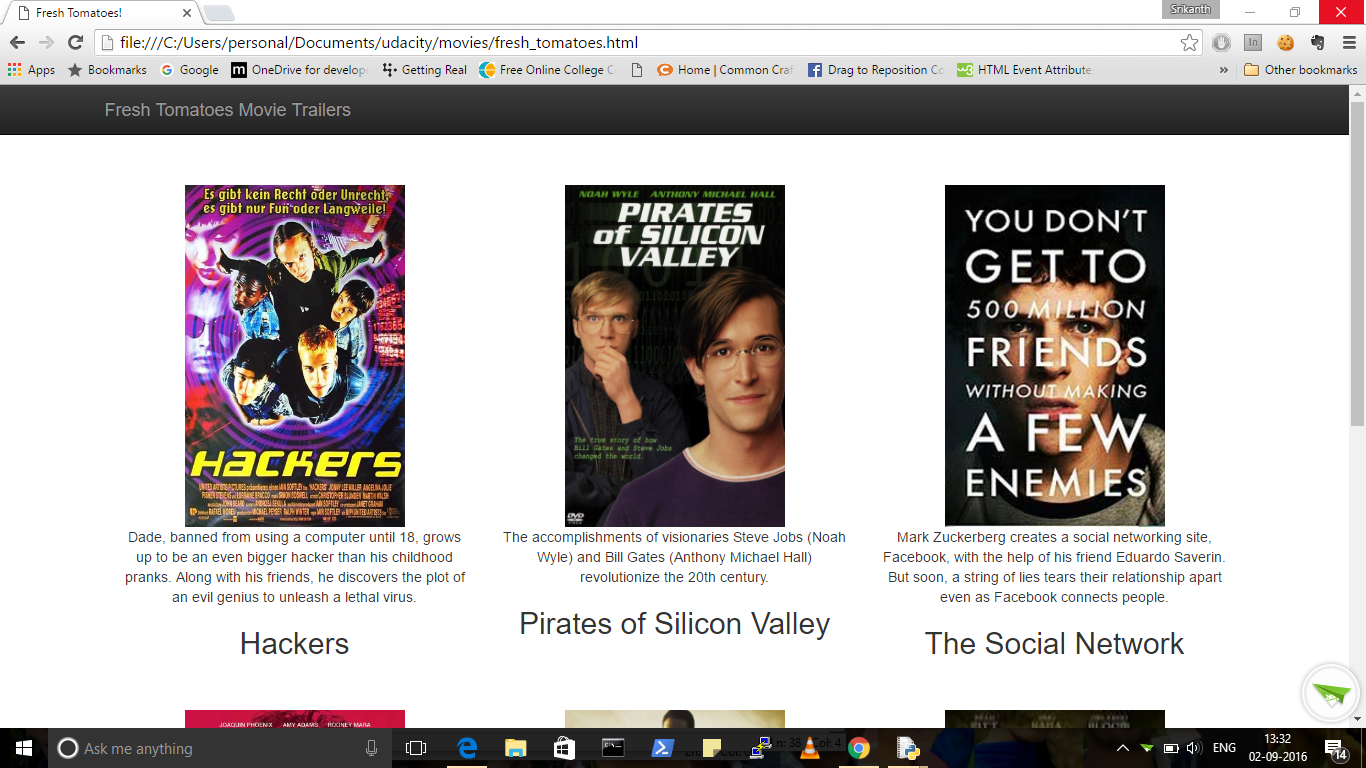 Fresh Tomatoes!
Srikanth
file:///C:/Users/personal/Documents/udacity/movies/fresh_tomatoes.html
Apps
Bookmarks
Google
OneDrive for develop
Getting Real
Free Online College C
Home | Common Craf
Drag to Reposition Co
HTML Event Attribute
»
Other bookmarks
Fresh Tomatoes Movie Trailers
Es gibt kein Recht oder Unrecht,
es gibt nur Fun oder Langweile!
HACKERS
NOAH WYLE ANTHONY MICHAEL HALL
PIRATES
of SILICON
VALLEY
The true story of how
Bill Gates and Steve Jobs
changed the world.
DVD
YOU DON'T
GET TO
500 MILLION
FRIENDS
WITHOUT MAKING
A FEW
ENEMIES
Dade, banned from using a computer until 18, grows
up to be an even bigger hacker than his childhood
pranks. Along with his friends, he discovers the plot of
an evil genius to unleash a lethal virus.
Hackers
The accomplishments of visionaries Steve Jobs (Noah
Wyle) and Bill Gates (Anthony Michael Hall)
revolutionize the 20th century.
Pirates of Silicon Valley
Mark Zuckerberg creates a social networking site,
Facebook, with the help of his friend Eduardo Saverin.
But soon, a string of lies tears their relationship apart
even as Facebook connects people.
The Social Network
JOAQUIN PHOENIX AMY ADAMS ROONEY MARA
Ask me anything
Ln: 38 Col: 4
ENG
13:32
02-09-2016
14